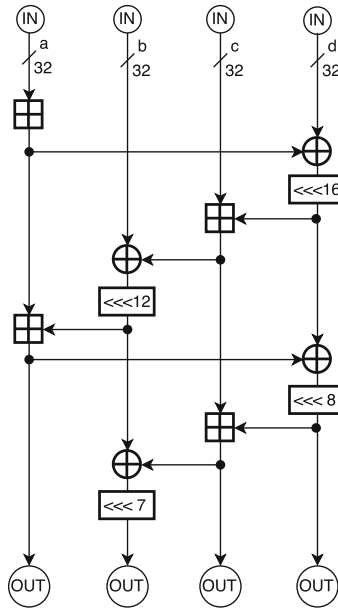 IN IN IN IN
a b c d
32 32 32 32
<<<16
<<<12
<<< 8
<<< 7
OUT OUT OUT OUT